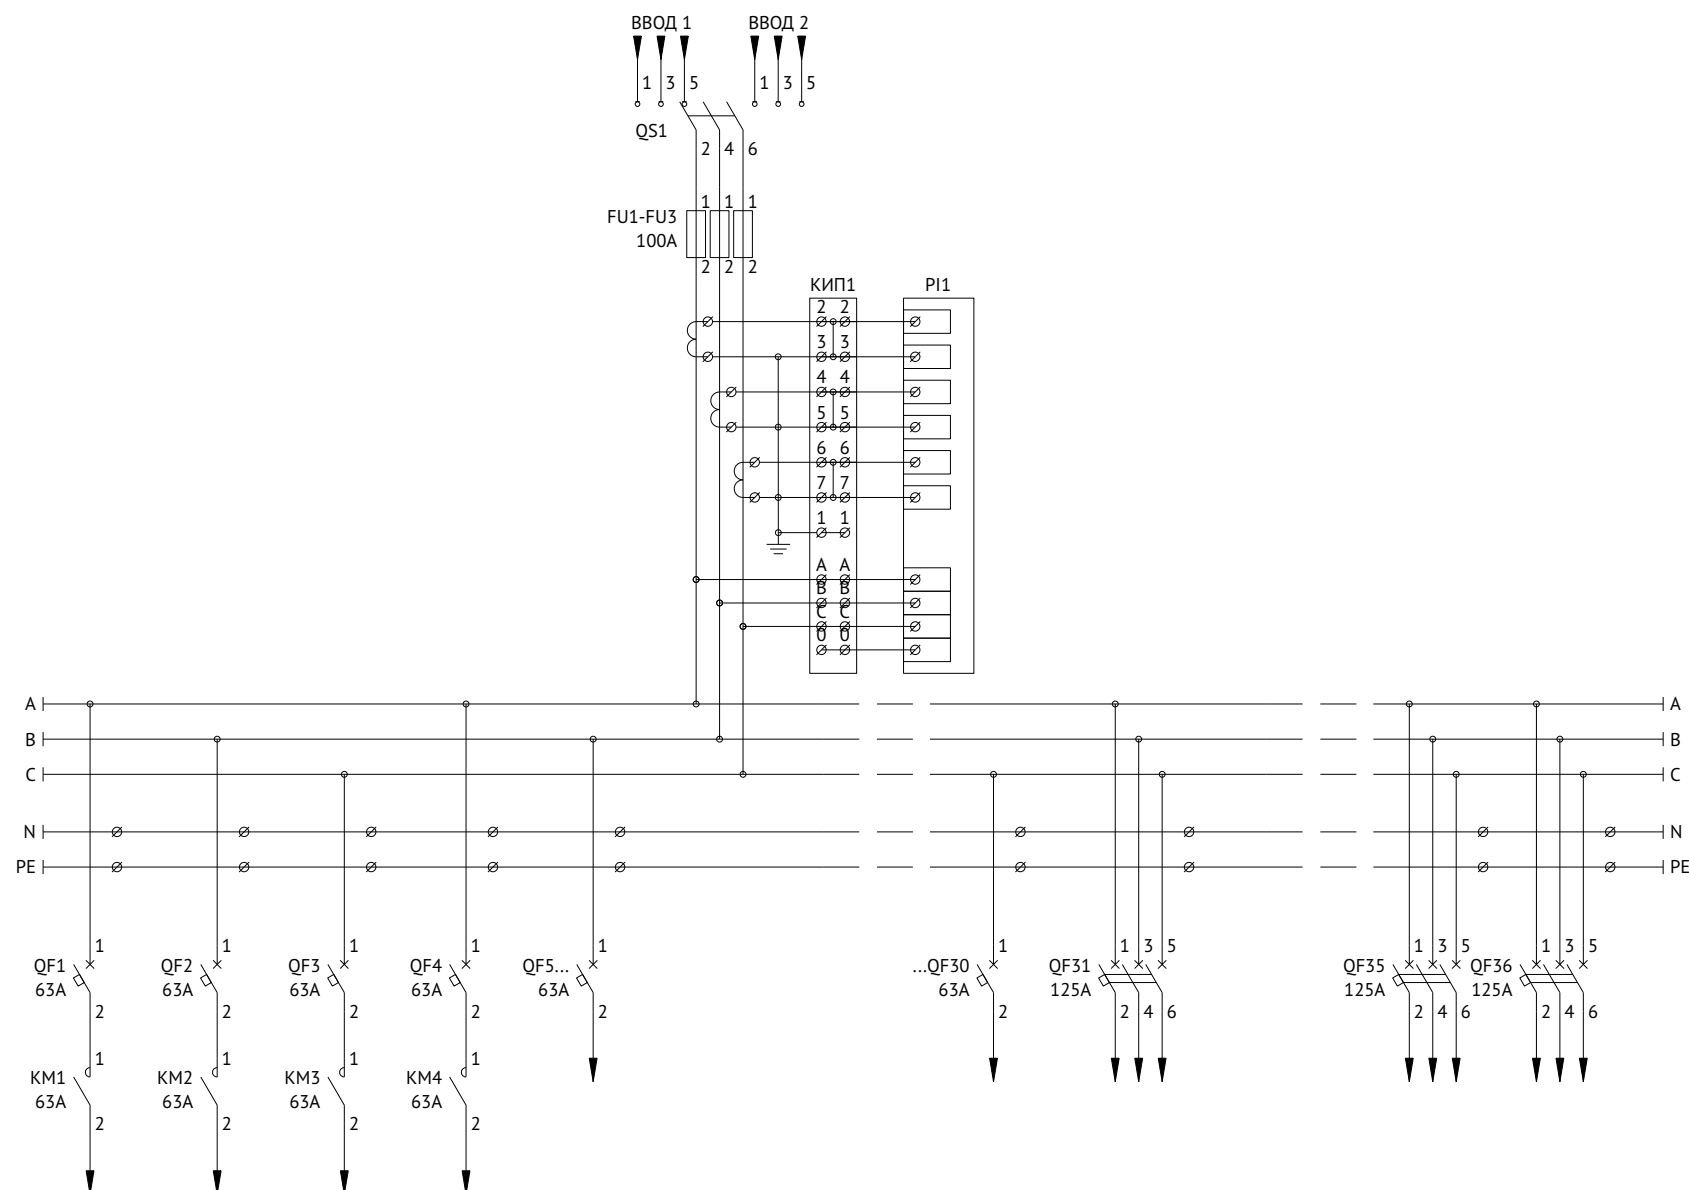 ВВОД 1 ВВОД 2
1 3 5 1 3 5
QS1
2 4 6
1 1 1
FU1-FU3
100A
2 2 2
КИП1 PI1
2 2
3 3
4 4
5 5
6 6
7 7
1 1
A A
B B
C C
0 0
A A
B B
C C
N N
PE PE
1 1 1 1 1 1 1 3 5 1 3 5 1 3 5
QF1 QF2 QF3 QF4 QF5... ...QF30 QF31 QF35 QF36
63A 63A 63A 63A 63A 63A 125A 125A 125A
2 2 2 2 2 2 2 4 6 2 4 6 2 4 6
1 1 1 1
KM1 KM2 KM3 KM4
63A 63A 63A 63A
2 2 2 2